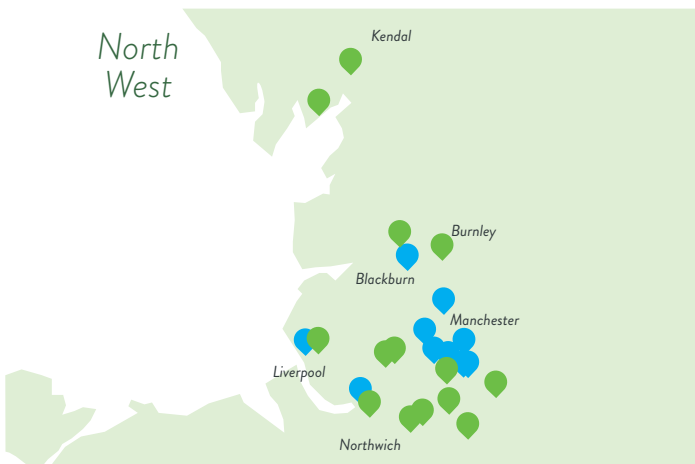 North
West
Kendal
Burnley
Blackburn
Manchester
Liverpool
Northwich